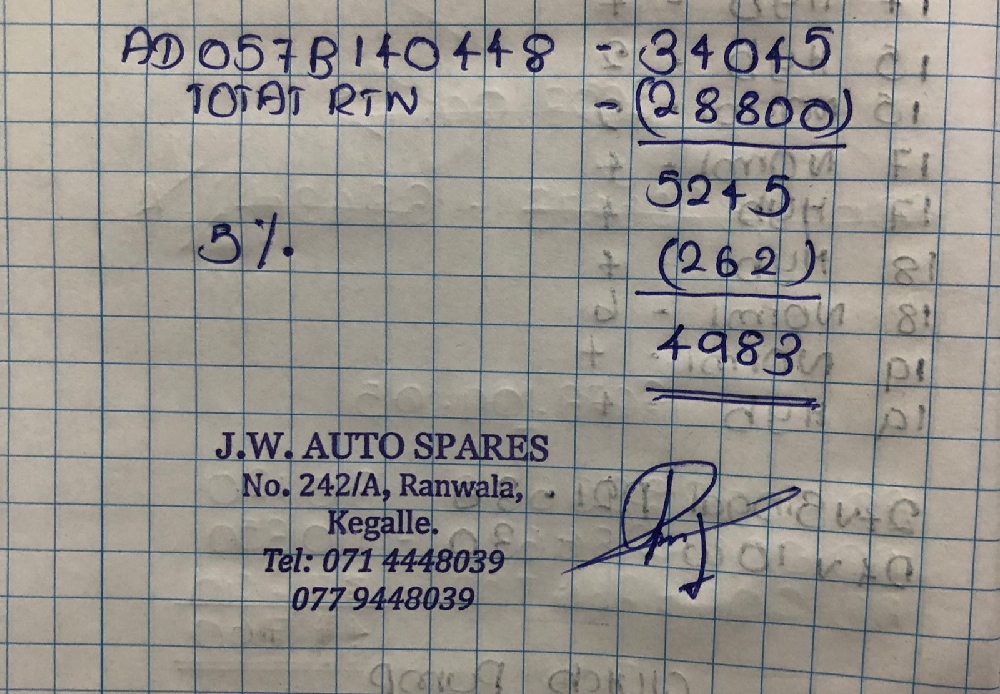 AD057B140448 - 34045
TOTAT RTN - (28800)
5245
5%. (262)
4983
J.W. AUTO SPARES
No. 242/A, Ranwala,
Kegalle.
Tel: 071 4448039
077 9448039